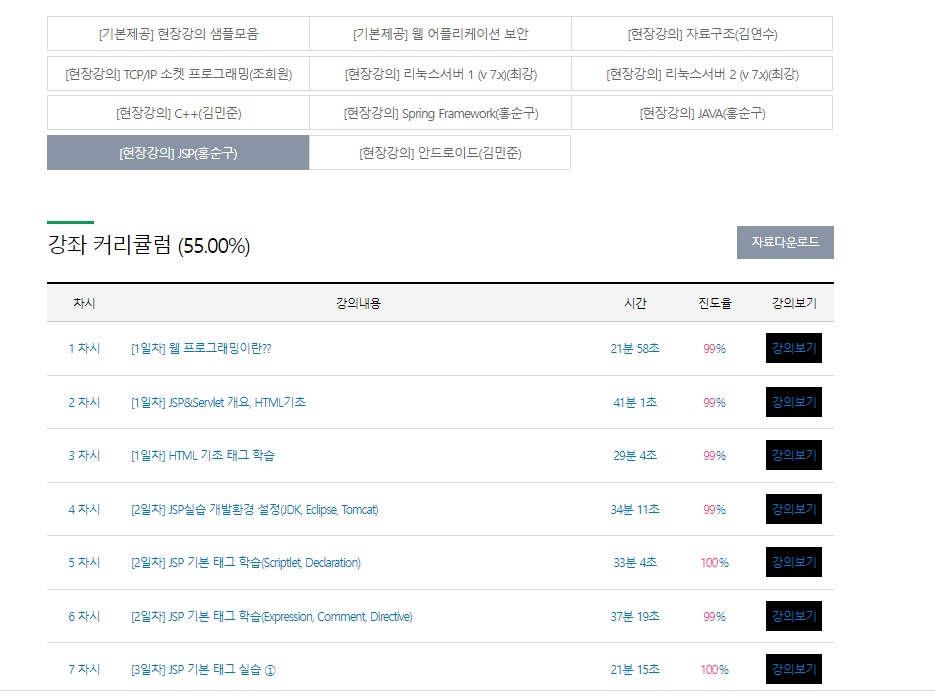 [기본제공] 현장강의 샘플모음 [기본제공] 웹 어플리케이션 보안 [현장강의] 자료구조(김연수)
[현장강의] TCP/IP 소켓 프로그래밍(조희원) [현장강의] 리눅스서버 1 (v 7.x)(최강) [현장강의] 리눅스서버 2 (v 7.x)(최강)
[현장강의] C++(김민준) [현장강의] Spring Framework(홍순구) [현장강의] JAVA(홍순구)
[현장강의] JSP(홍순구) [현장강의] 안드로이드(김민준)
강좌 커리큘럼 (55.00%) 자료다운로드
차시 강의내용 시간 진도율 강의보기
1 차시 [1일차] 웹 프로그래밍이란?? 21분 58초 99% 강의보기
2 차시 [1일차] JSP&Servlet 개요, HTML기초 41분 1초 99% 강의보기
3 차시 [1일차] HTML 기초 태그 학습 29분 4초 99% 강의보기
4 차시 [2일차] JSP실습 개발환경 설정(JDK, Eclipse, Tomcat) 34분 11초 99% 강의보기
5 차시 [2일차] JSP 기본 태그 학습(Scriptlet, Declaration) 33분 4초 100% 강의보기
6 차시 [2일차] JSP 기본 태그 학습(Expression, Comment, Directive) 37분 19초 99% 강의보기
7 차시 [3일차] JSP 기본 태그 실습 ① 21분 15초 100% 강의보기